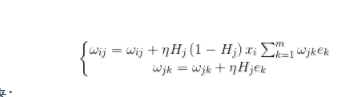 ω_ij = ω_ij + ηH_j (1 − H_j) x_i ∑_{k=1}^{m} ω_jk e_k
ω_jk = ω_jk + ηH_j e_k